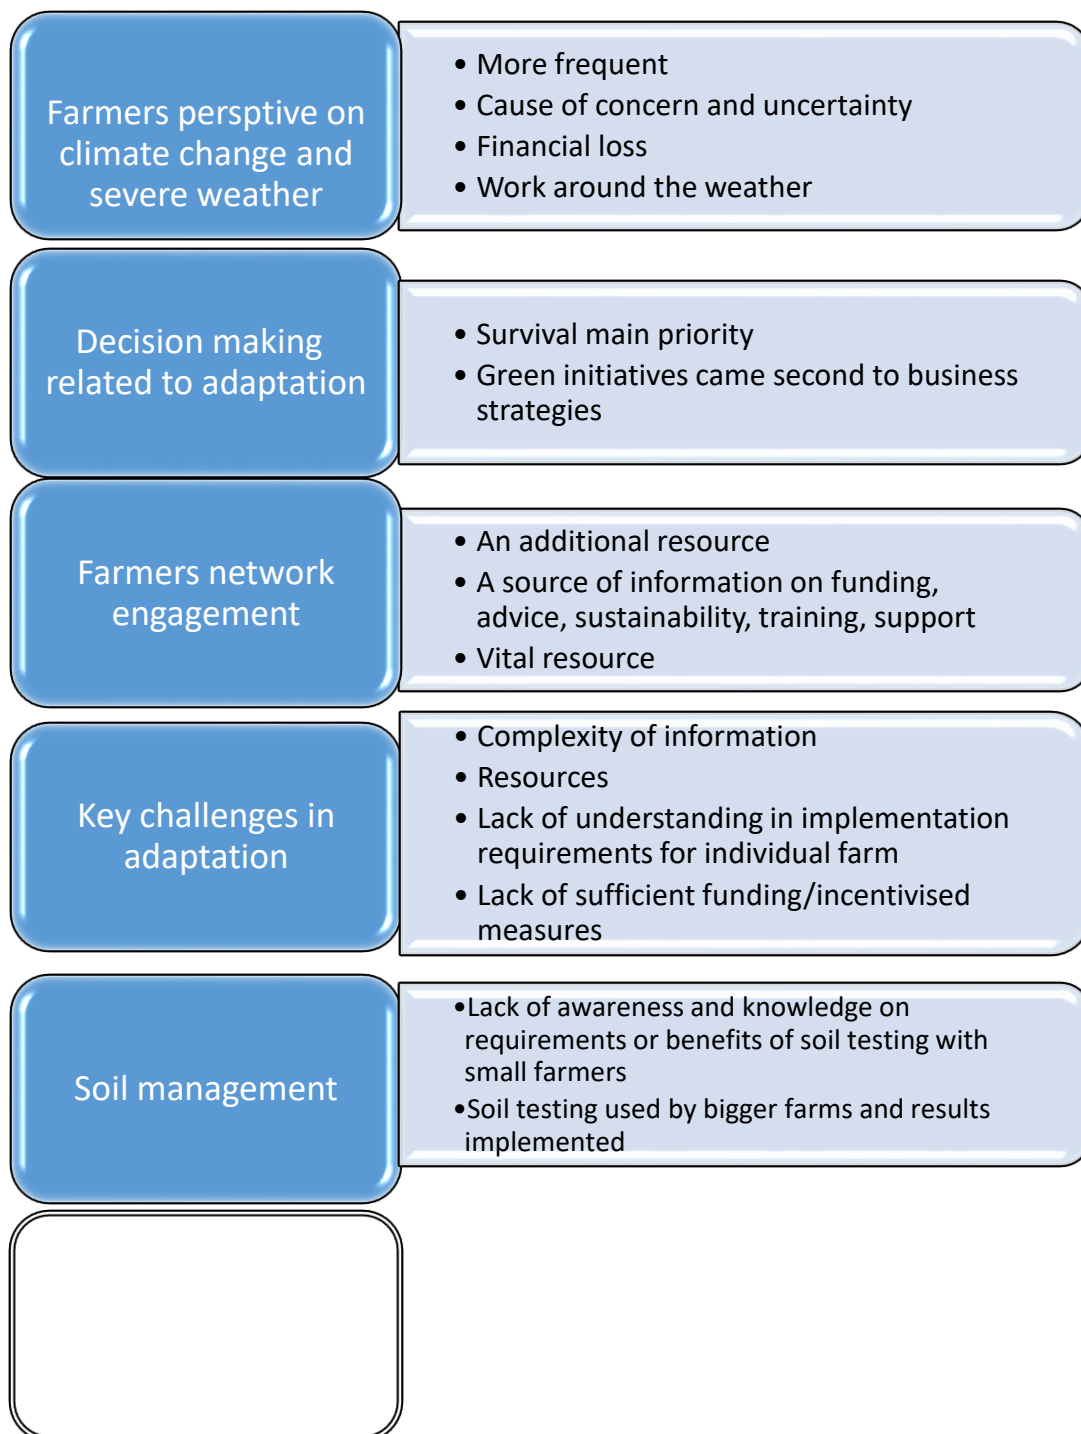 Farmers persptive on
climate change and
severe weather
• More frequent
• Cause of concern and uncertainty
• Financial loss
• Work around the weather
Decision making
related to adaptation
• Survival main priority
• Green initiatives came second to business
strategies
Farmers network
engagement
• An additional resource
• A source of information on funding,
advice, sustainability, training, support
• Vital resource
Key challenges in
adaptation
• Complexity of information
• Resources
• Lack of understanding in implementation
requirements for individual farm
• Lack of sufficient funding/incentivised
measures
Soil management
•Lack of awareness and knowledge on
requirements or benefits of soil testing with
small farmers
•Soil testing used by bigger farms and results
implemented